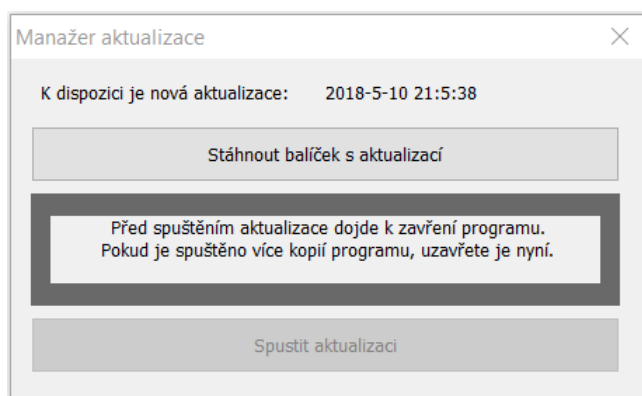 Manažer aktualizace
K dispozici je nová aktualizace: 2018-5-10 21:5:38
Stáhnout balíček s aktualizací
Před spuštěním aktualizace dojde k zavření programu.
Pokud je spuštěno více kopií programu, uzavřete je nyní.
Spustit aktualizaci